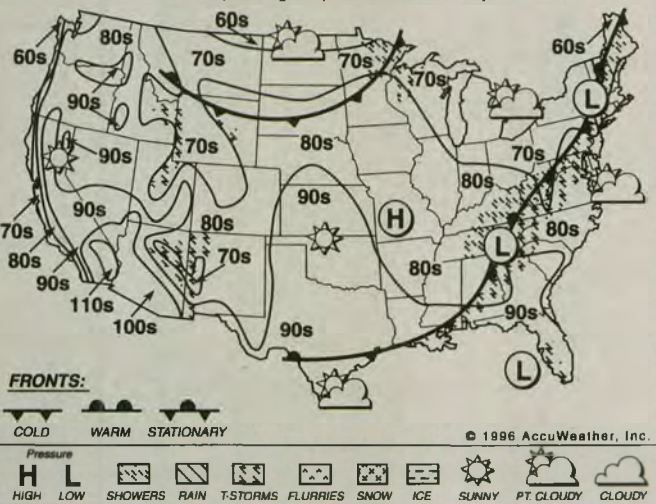 60s
60s
80s
60s
70s
70s
70s
90s
L
90s
70s
80s
70s
80s
90s
90s
H
70s
90s
80s
80s
80s
70s
L
80s
90s
110s
100s
90s
90s
L
FRONTS:
COLD WARM STATIONARY
© 1996 AccuWeather, Inc.
Pressure
H L
HIGH LOW SHOWERS RAIN T-STORMS FLURRIES SNOW ICE SUNNY PT. CLOUDY CLOUDY